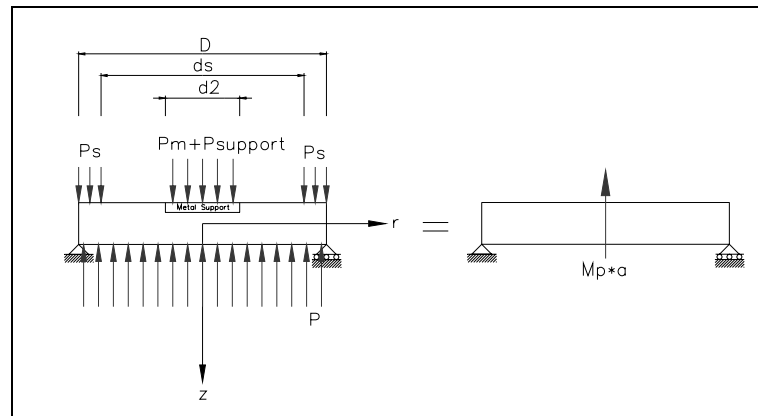 D
ds
d2
Ps
Pm+Psupport
Ps
Metal Support
r
=
P
z
Mp*a